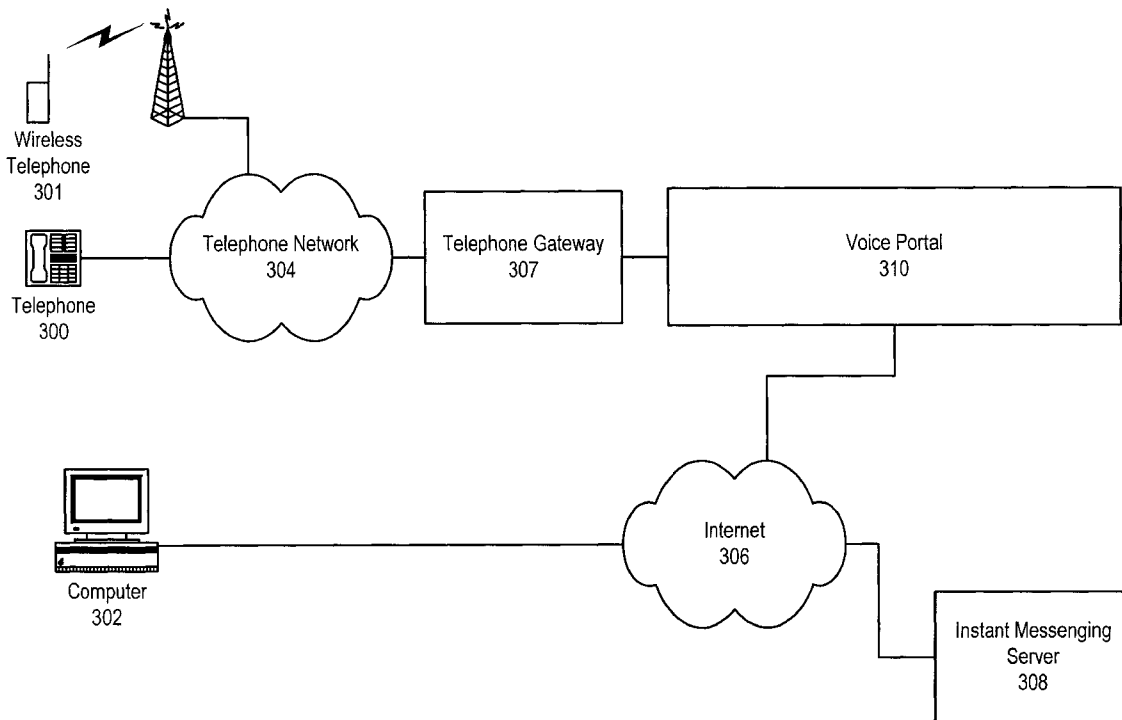 Wireless
Telephone
301
Telephone
300
Telephone Network
304
Telephone Gateway
307
Voice Portal
310
Computer
302
Internet
306
Instant Messenging
Server
308